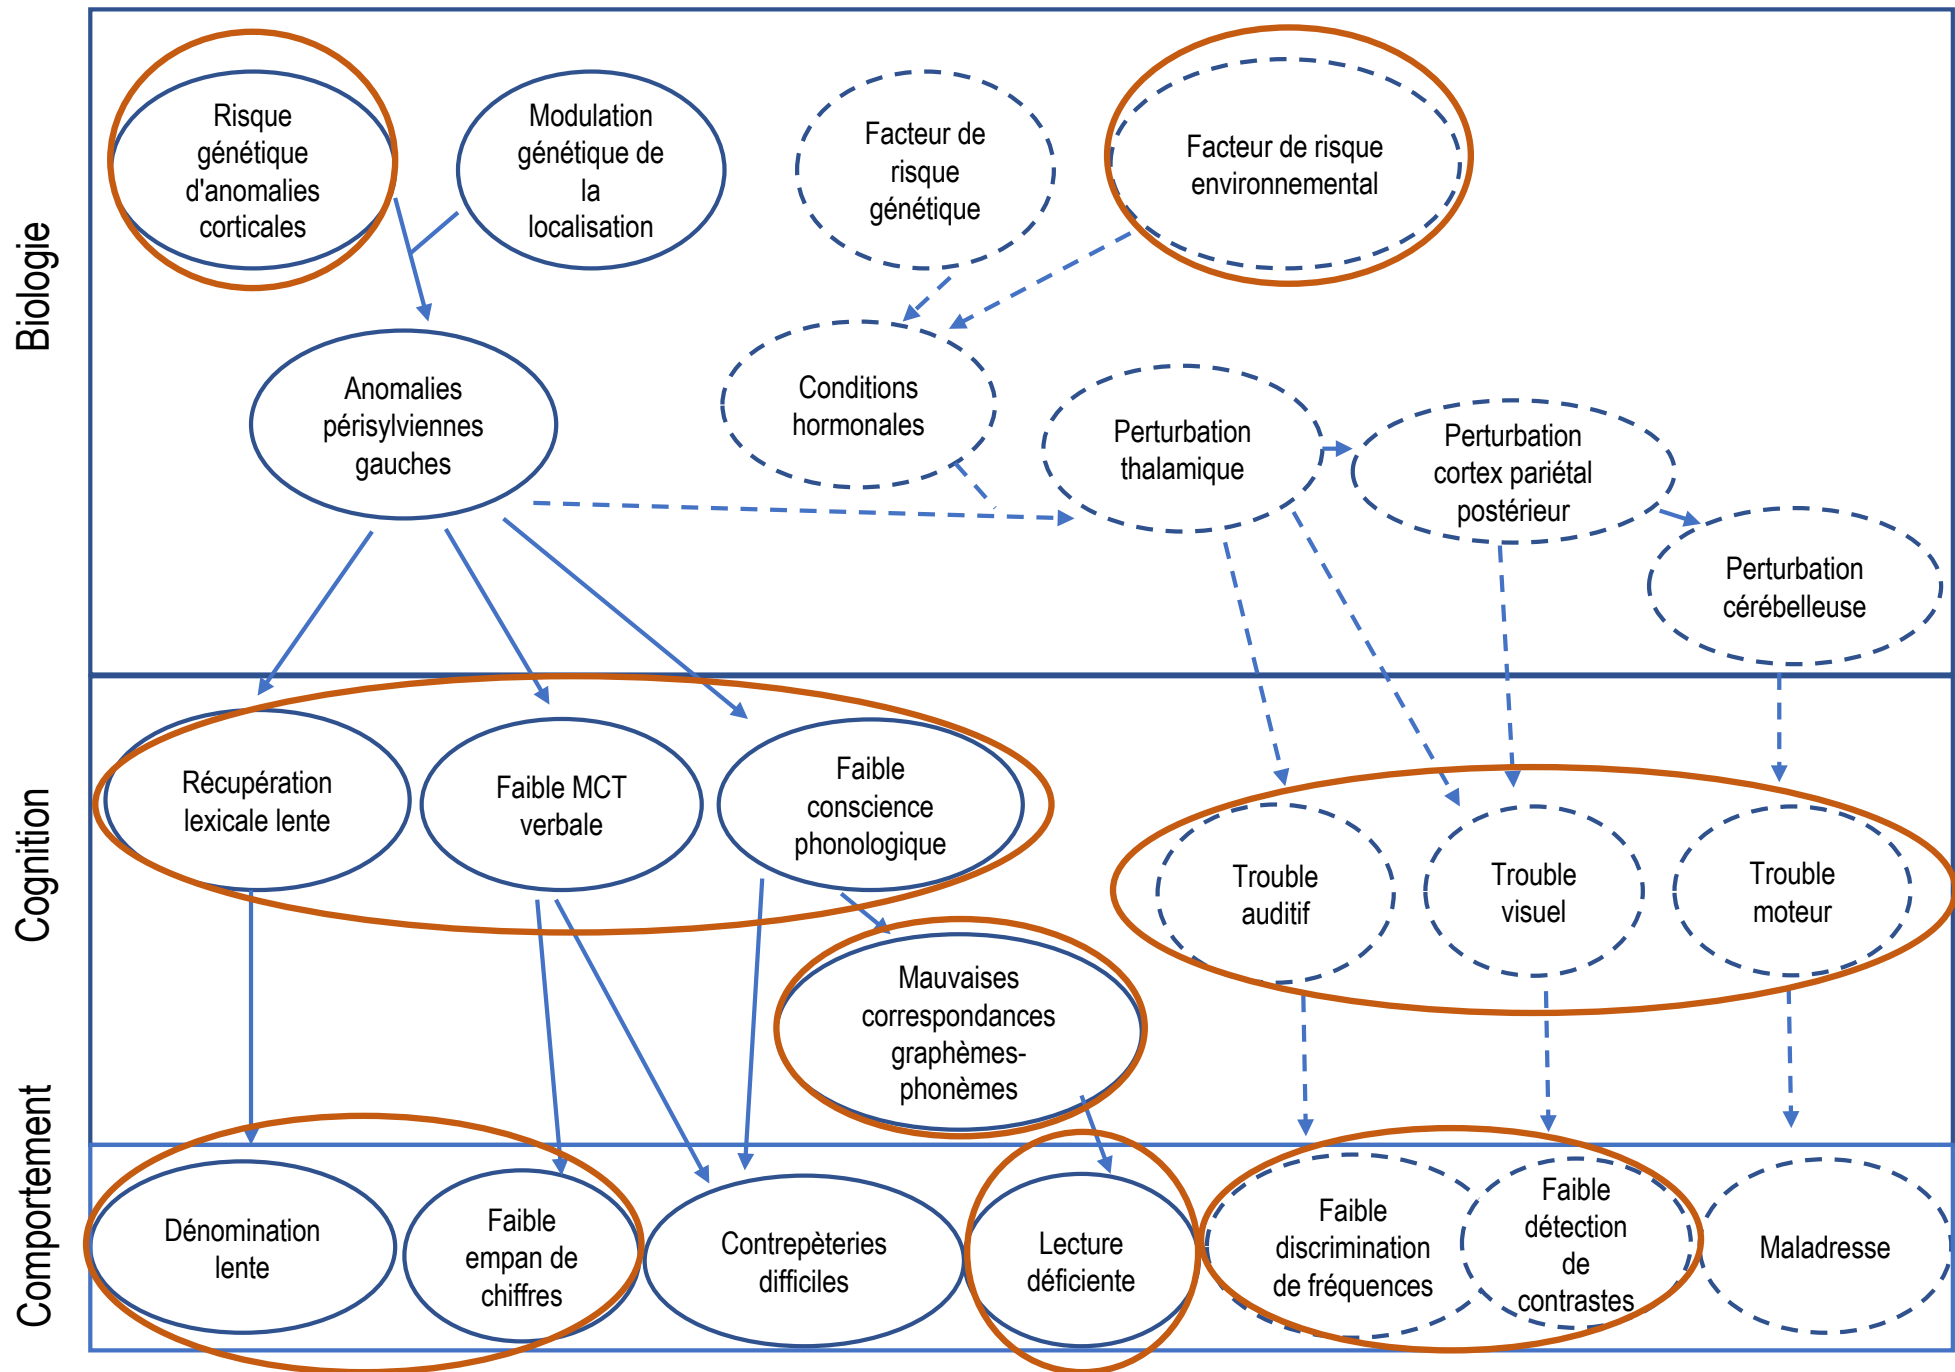 Biologie
Risque
génétique
d'anomalies
corticales
Modulation
génétique de
la
localisation
Facteur de
risque
génétique
Facteur de risque
environnemental
Anomalies
périsylviennes
gauches
Conditions
hormonales
Perturbation
thalamique
Perturbation
cortex pariétal
postérieur
Perturbation
cérébelleuse
Cognition
Récupération
lexicale lente
Faible MCT
verbale
Faible
conscience
phonologique
Trouble
auditif
Trouble
visuel
Trouble
moteur
Mauvaises
correspondances
graphèmes-
phonèmes
Comportement
Dénomination
lente
Faible
empan de
chiffres
Contrepèteries
difficiles
Lecture
déficiente
Faible
discrimination
de fréquences
Faible
détection
de
contrastes
Maladresse